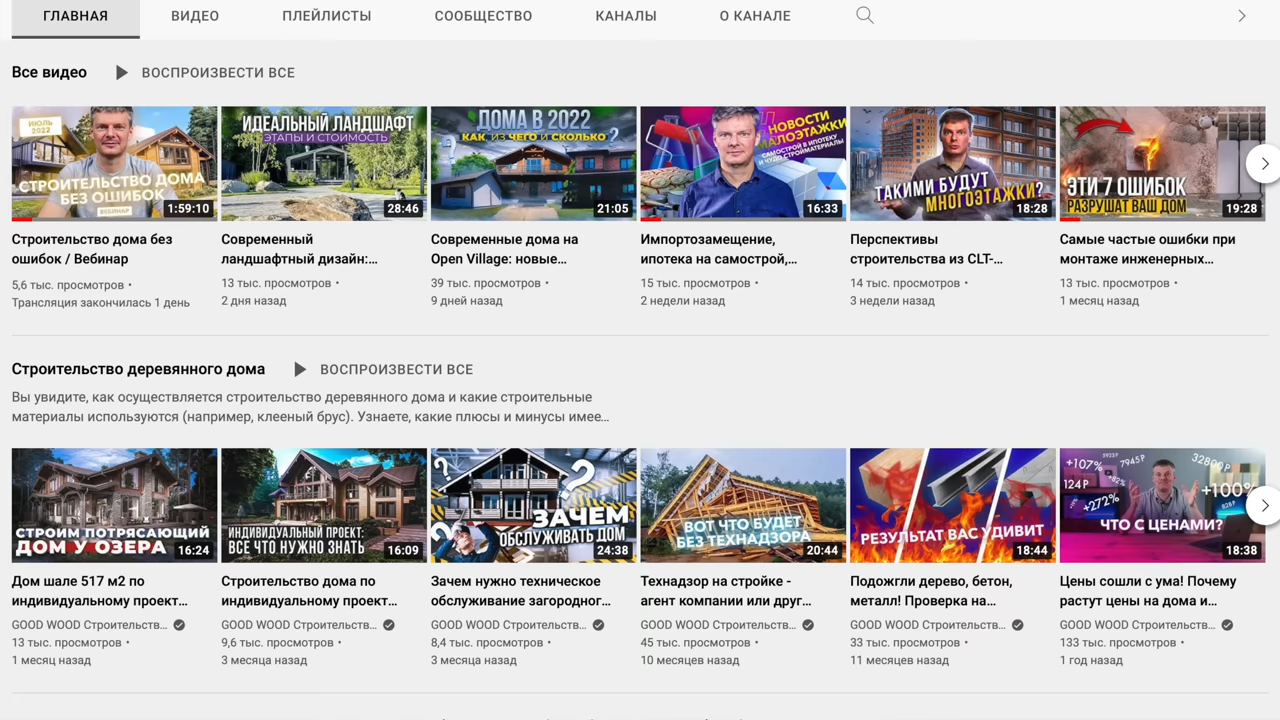 ГЛАВНАЯ ВИДЕО ПЛЕЙЛИСТЫ СООБЩЕСТВО КАНАЛЫ О КАНАЛЕ
Все видео ВОСПРОИЗВЕСТИ ВСЕ
ИЮЛЬ
2022
СТРОИТЕЛЬСТВО ДОМА
БЕЗ ОШИБОК
ВЕБИНАР
1:59:10
ИДЕАЛЬНЫЙ ЛАНДШАФТ
ЭТАПЫ И СТОИМОСТЬ
28:46
ДОМА В 2022
КАК, ИЗ ЧЕГО И СКОЛЬКО?
21:05
НОВОСТИ
МАЛОЭТАЖКИ
САМОСТРОЙ В ИПОТЕКУ
И ЧУДО СТРОЙМАТЕРИАЛЫ
16:33
ТАКИМИ БУДУТ
МНОГОЭТАЖКИ?
18:28
ЭТИ 7 ОШИБОК
РАЗРУШАТ ВАШ ДОМ
19:28
Строительство дома без
ошибок / Вебинар
5,6 тыс. просмотров •
Трансляция закончилась 1 день
Современный
ландшафтный дизайн:...
13 тыс. просмотров •
2 дня назад
Современные дома на
Open Village: новые...
39 тыс. просмотров •
9 дней назад
Импортозамещение,
ипотека на самострой,...
15 тыс. просмотров •
2 недели назад
Перспективы
строительства из CLT-...
14 тыс. просмотров •
3 недели назад
Самые частые ошибки при
монтаже инженерных...
13 тыс. просмотров •
1 месяц назад
Строительство деревянного дома ВОСПРОИЗВЕСТИ ВСЕ
Вы увидите, как осуществляется строительство деревянного дома и какие строительные
материалы используются (например, клееный брус). Узнаете, какие плюсы и минусы имее...
СТРОИМ ПОТРЯСАЮЩИЙ
ДОМ У ОЗЕРА
16:24
ИНДИВИДУАЛЬНЫЙ ПРОЕКТ:
ВСЕ ЧТО НУЖНО ЗНАТЬ
16:09
? ?
ЗАЧЕМ
ОБСЛУЖИВАТЬ ДОМ
24:38
ВОТ ЧТО БУДЕТ
БЕЗ ТЕХНАДЗОРА
20:44
РЕЗУЛЬТАТ ВАС УДИВИТ
18:44
+107% 5923₽ 7945₽ 32800₽
124₽ +82% +100%
+272% 828₽
ЧТО С ЦЕНАМИ?
18:38
Дом шале 517 м2 по
индивидуальному проект...
GOOD WOOD Строительств...
13 тыс. просмотров •
1 месяц назад
Строительство дома по
индивидуальному проект...
GOOD WOOD Строительств...
9,6 тыс. просмотров •
3 месяца назад
Зачем нужно техническое
обслуживание загородног...
GOOD WOOD Строительств...
8,4 тыс. просмотров •
3 месяца назад
Технадзор на стройке -
агент компании или друг...
GOOD WOOD Строительств...
45 тыс. просмотров •
10 месяцев назад
Подожгли дерево, бетон,
металл! Проверка на...
GOOD WOOD Строительств...
33 тыс. просмотров •
11 месяцев назад
Цены сошли с ума! Почему
растут цены на дома и...
GOOD WOOD Строительств...
133 тыс. просмотров •
1 год назад